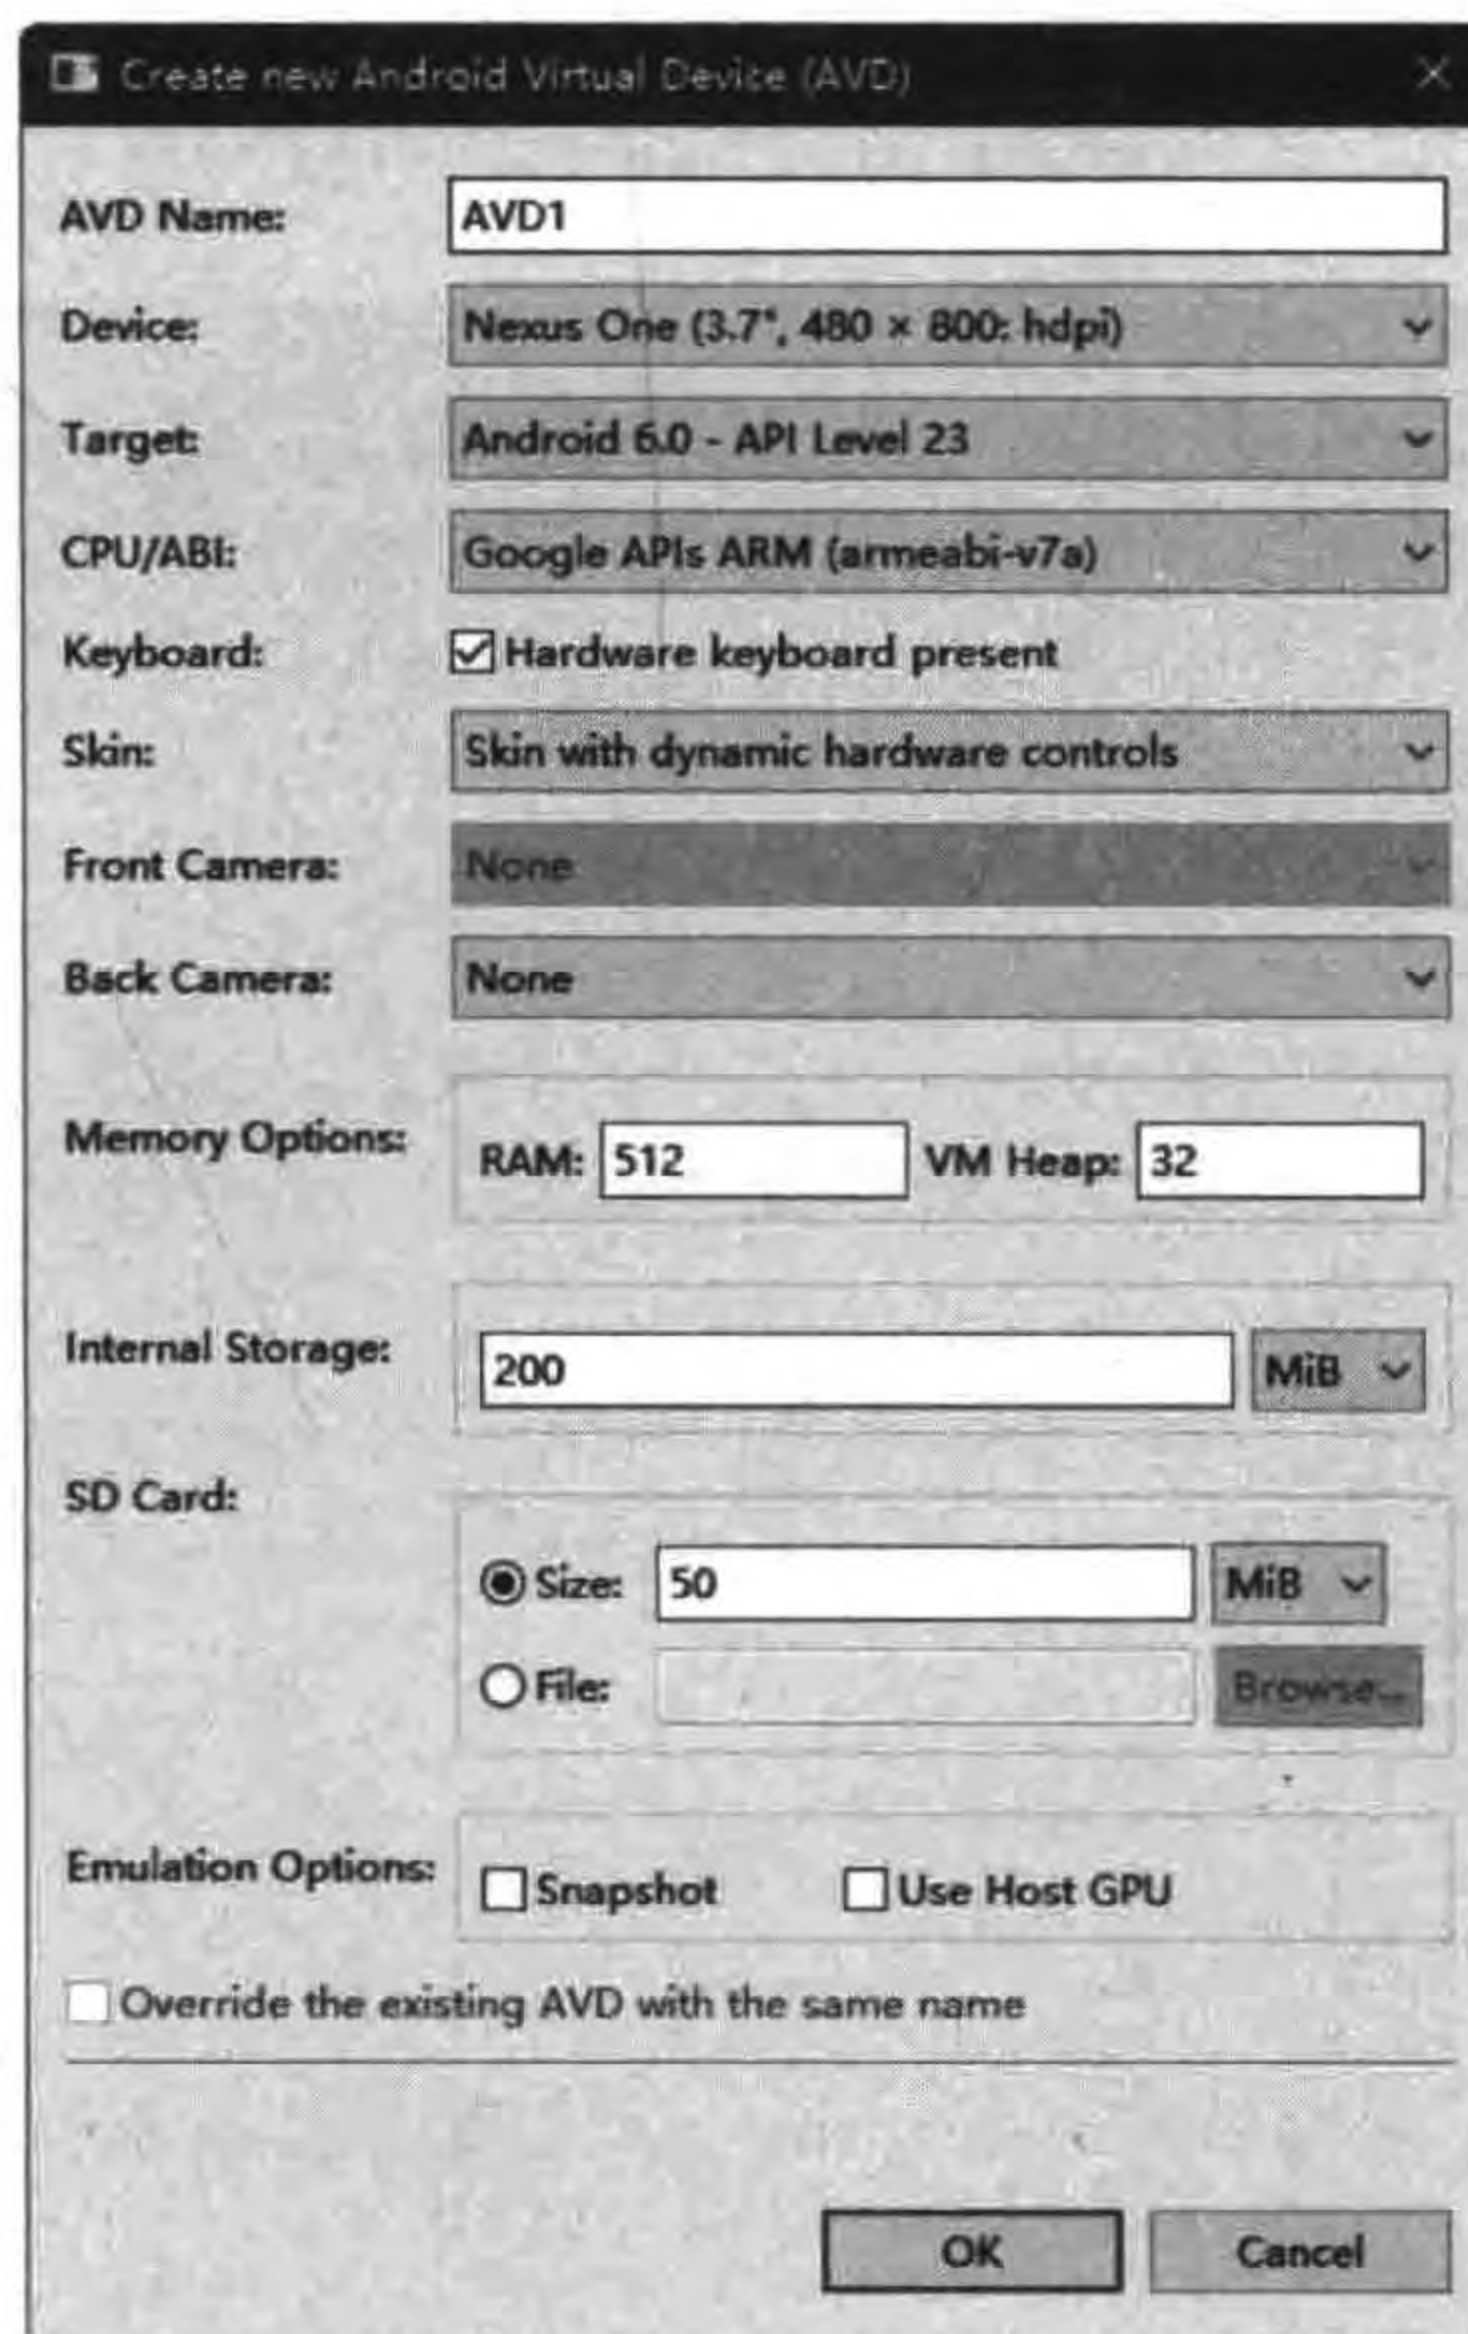 Create new Android Virtual Device (AVD)
AVD Name: AVD1
Device: Nexus One (3.7", 480 × 800: hdpi)
Target: Android 6.0 - API Level 23
CPU/ABI: Google APIs ARM (armeabi-v7a)
Keyboard: Hardware keyboard present
Skin: Skin with dynamic hardware controls
Front Camera: None
Back Camera: None
Memory Options: RAM: 512 VM Heap: 32
Internal Storage: 200 MiB
SD Card:
Size: 50 MiB
File: Browse...
Emulation Options: Snapshot Use Host GPU
Override the existing AVD with the same name
OK Cancel